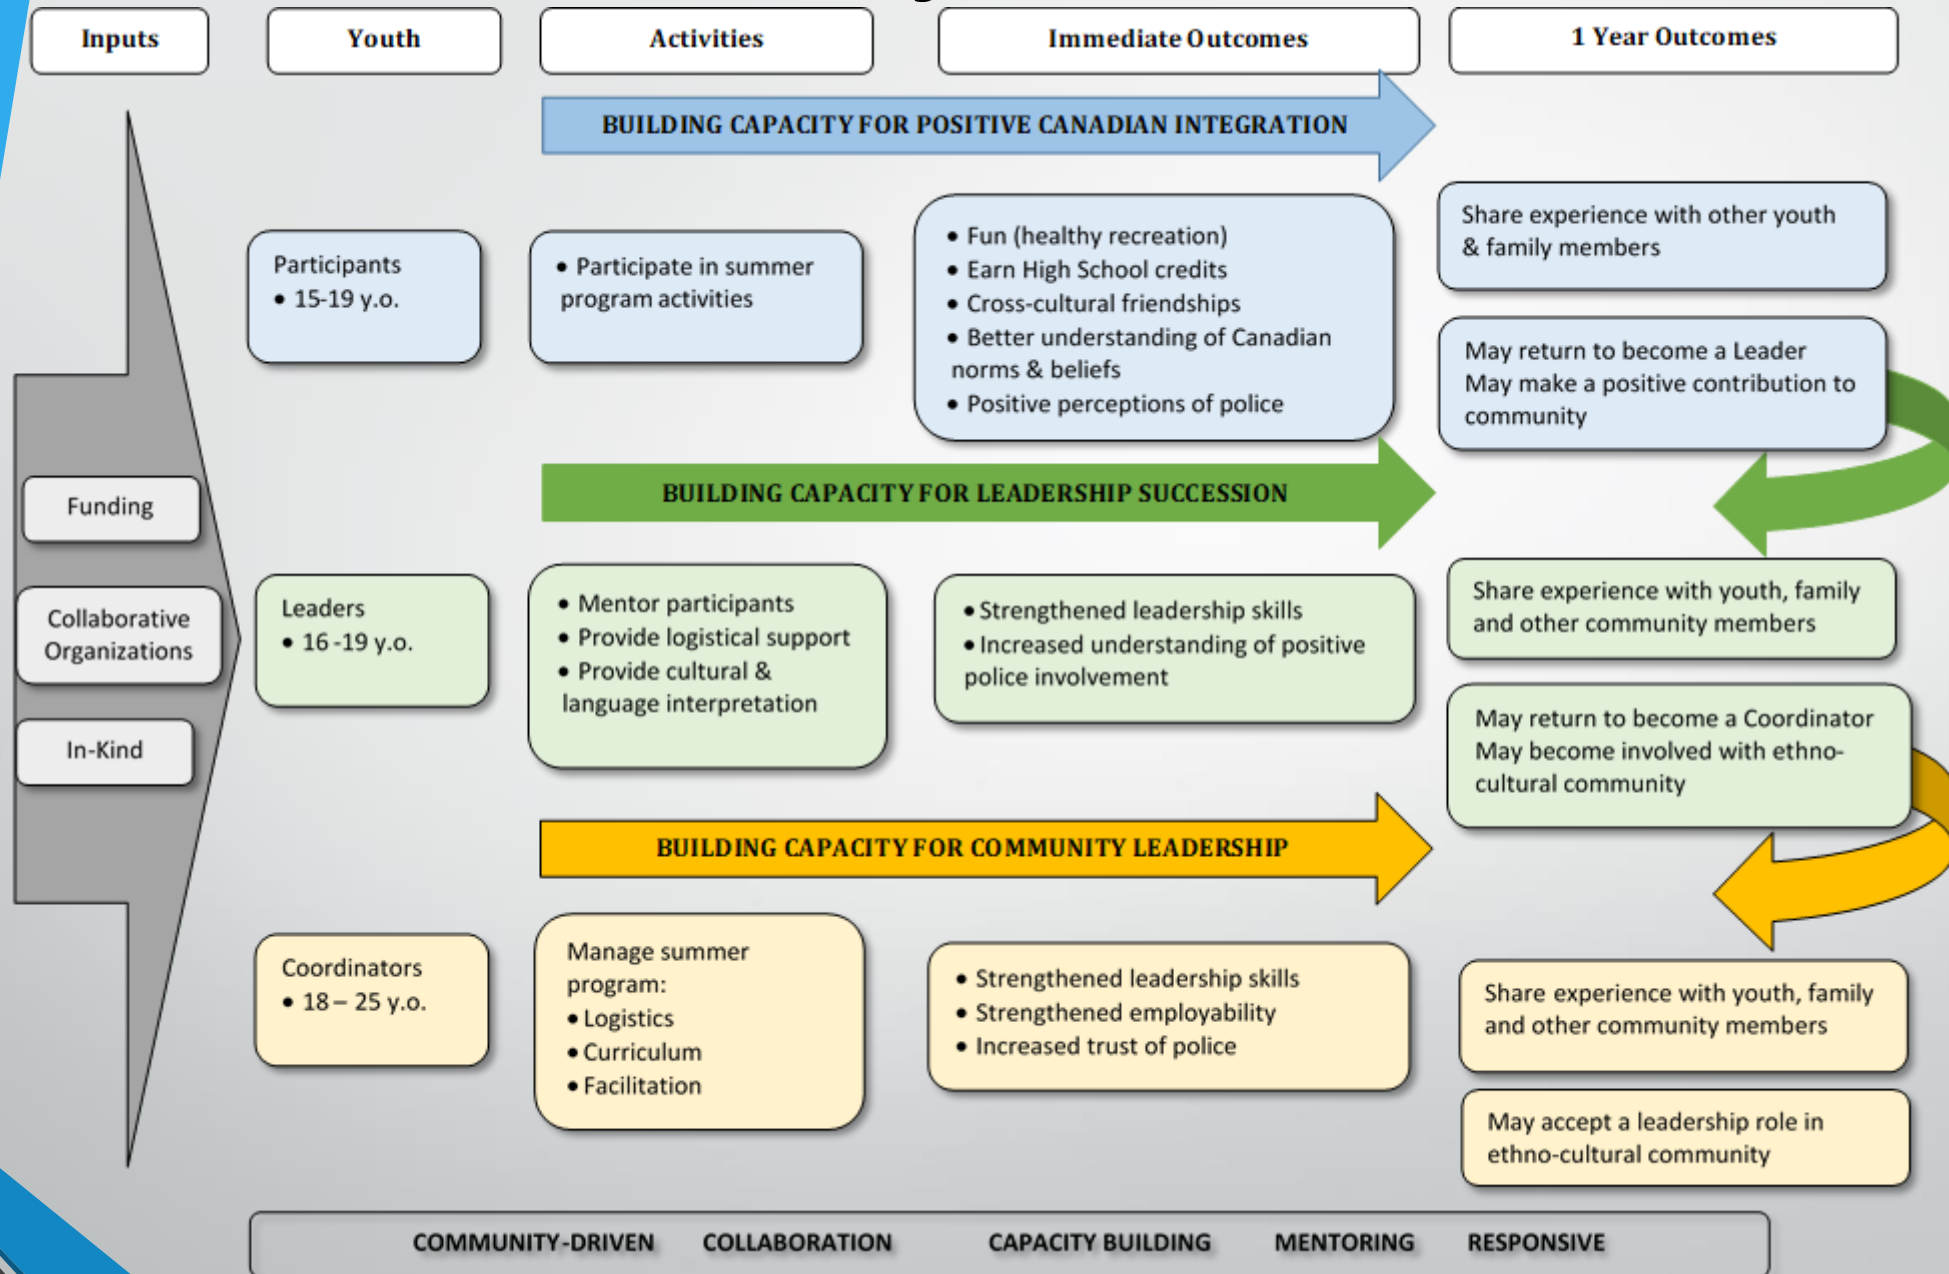 Inputs
Youth
Activities
Immediate Outcomes
1 Year Outcomes
BUILDING CAPACITY FOR POSITIVE CANADIAN INTEGRATION
Participants
• 15-19 y.o.
• Participate in summer
program activities
• Fun (healthy recreation)
• Earn High School credits
• Cross-cultural friendships
• Better understanding of Canadian
norms & beliefs
• Positive perceptions of police
Share experience with other youth
& family members
May return to become a Leader
May make a positive contribution to
community
BUILDING CAPACITY FOR LEADERSHIP SUCCESSION
Funding
Collaborative
Organizations
In-Kind
Leaders
• 16 -19 y.o.
• Mentor participants
• Provide logistical support
• Provide cultural &
language interpretation
• Strengthened leadership skills
• Increased understanding of positive
police involvement
Share experience with youth, family
and other community members
May return to become a Coordinator
May become involved with ethno-
cultural community
BUILDING CAPACITY FOR COMMUNITY LEADERSHIP
Coordinators
• 18 – 25 y.o.
Manage summer
program:
• Logistics
• Curriculum
• Facilitation
• Strengthened leadership skills
• Strengthened employability
• Increased trust of police
Share experience with youth, family
and other community members
May accept a leadership role in
ethno-cultural community
COMMUNITY-DRIVEN COLLABORATION CAPACITY BUILDING MENTORING RESPONSIVE